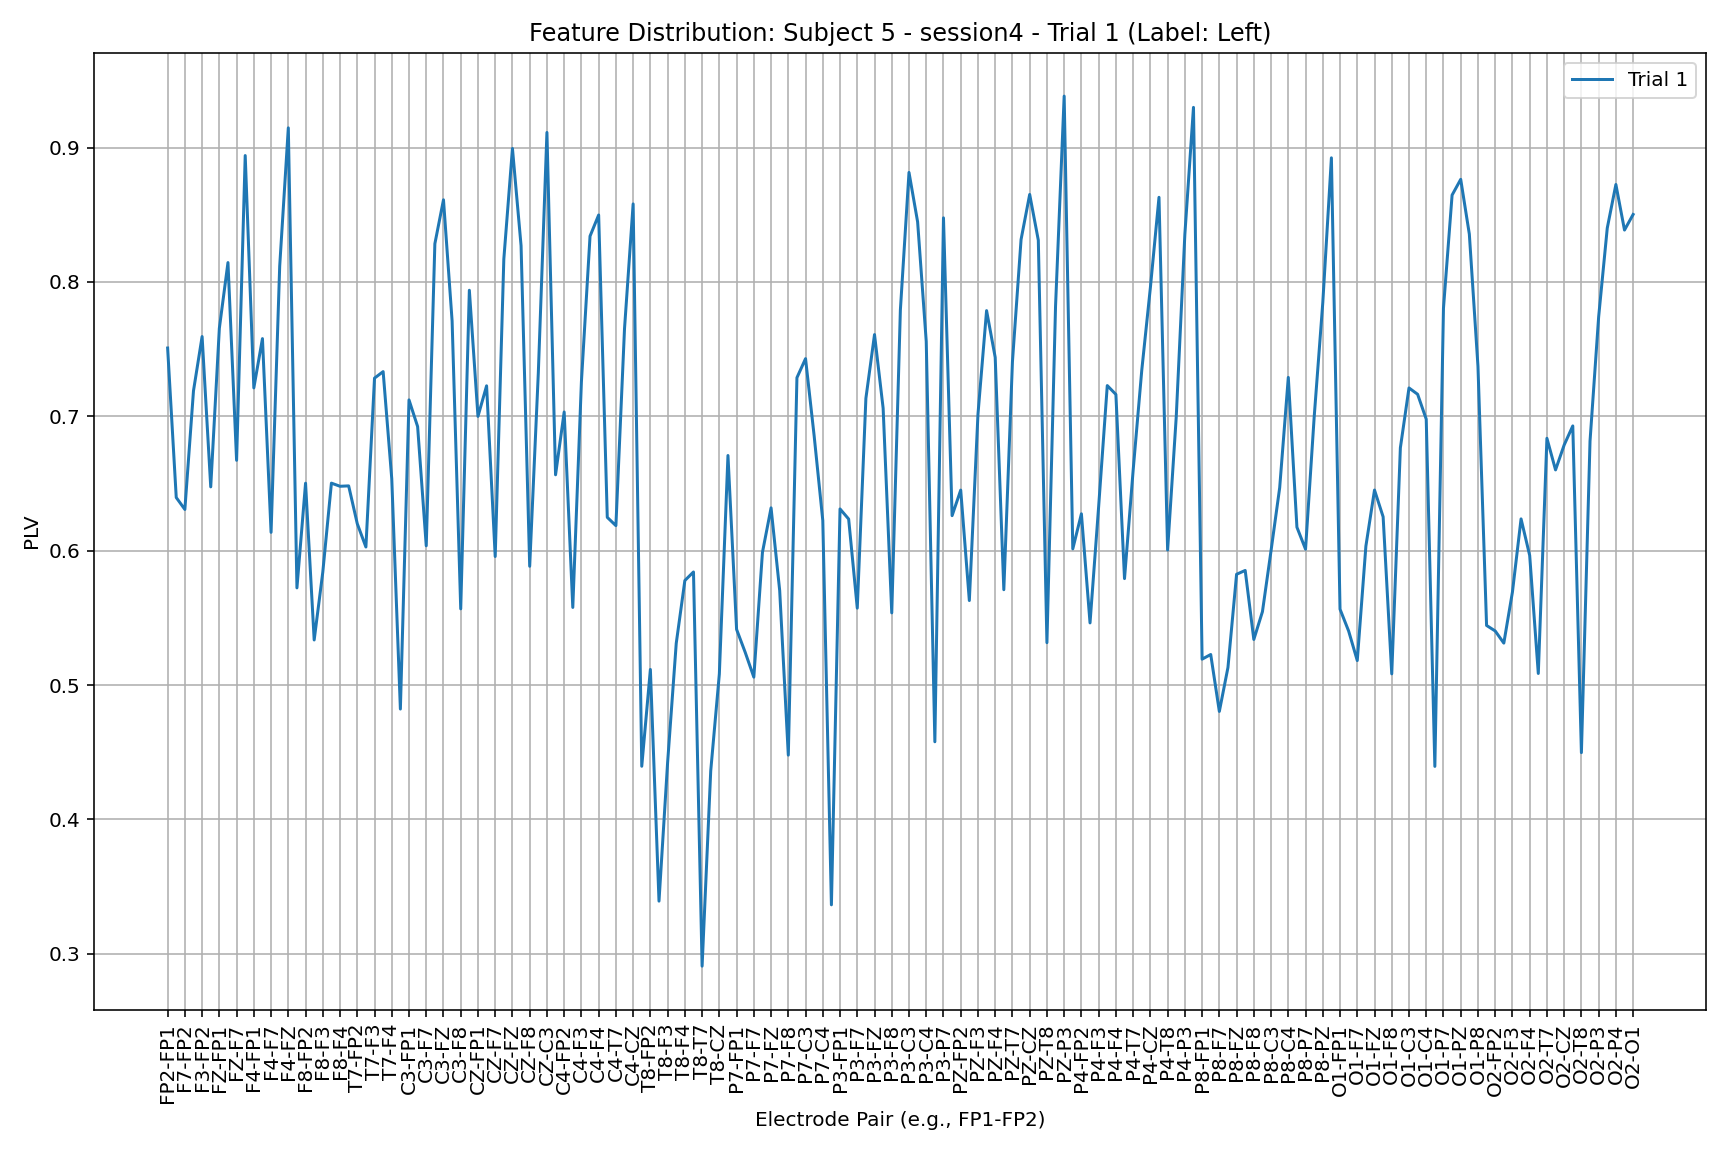 Feature Distribution: Subject 5 - session4 - Trial 1 (Label: Left)
Trial 1
PLV
0.9
0.8
0.7
0.6
0.5
0.4
0.3
FP2-FP1
F7-FP2
F3-FP2
FZ-FP1
FZ-F7
F4-FP1
F4-F7
F4-FZ
F8-FP2
F8-F3
F8-F4
T7-FP2
T7-F3
T7-F4
C3-FP1
C3-F7
C3-FZ
C3-F8
CZ-FP1
CZ-F7
CZ-FZ
CZ-F8
CZ-C3
C4-FP2
C4-F3
C4-F4
C4-T7
C4-CZ
T8-FP2
T8-F3
T8-F4
T8-T7
T8-CZ
P7-FP1
P7-F7
P7-FZ
P7-F8
P7-C3
P7-C4
P3-FP1
P3-F7
P3-FZ
P3-F8
P3-C3
P3-C4
P3-P7
PZ-FP2
PZ-F3
PZ-F4
PZ-T7
PZ-CZ
PZ-T8
PZ-P3
P4-FP2
P4-F3
P4-F4
P4-T7
P4-CZ
P4-T8
P4-P3
P8-FP1
P8-F7
P8-FZ
P8-F8
P8-C3
P8-C4
P8-P7
P8-PZ
O1-FP1
O1-F7
O1-FZ
O1-F8
O1-C3
O1-C4
O1-P7
O1-PZ
O1-P8
O2-FP2
O2-F3
O2-F4
O2-T7
O2-CZ
O2-T8
O2-P3
O2-P4
O2-O1
Electrode Pair (e.g., FP1-FP2)